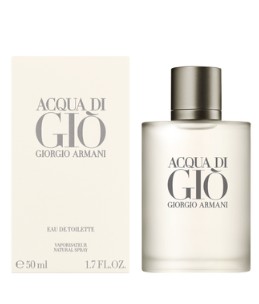 ACQUA DI
GIÒ
GIORGIO ARMANI
EAU DE TOILETTE
VAPORISATEUR
NATURAL SPRAY
℮ 50 ml 1.7 FL.OZ.
ACQUA DI
GIÒ
GIORGIO ARMANI